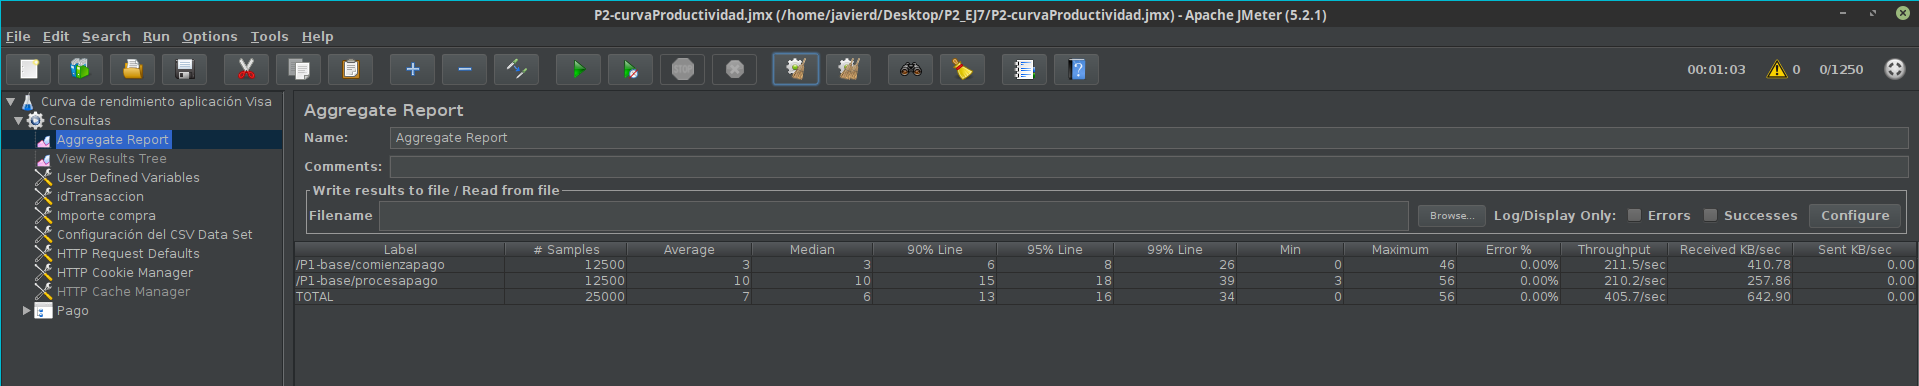 P2-curvaProductividad.jmx (/home/javierd/Desktop/P2_EJ7/P2-curvaProductividad.jmx) - Apache JMeter (5.2.1)
File Edit Search Run Options Tools Help
STOP 00:01:03 0 0/1250
Curva de rendimiento aplicación Visa
Consultas
Aggregate Report
View Results Tree
User Defined Variables
idTransaccion
Importe compra
Configuración del CSV Data Set
HTTP Request Defaults
HTTP Cookie Manager
HTTP Cache Manager
Pago
Aggregate Report
Name: Aggregate Report
Comments:
Write results to file / Read from file
Filename Browse... Log/Display Only: Errors Successes Configure
Label # Samples Average Median 90% Line 95% Line 99% Line Min Maximum Error % Throughput Received KB/sec Sent KB/sec
/P1-base/comienzapago 12500 3 3 6 8 26 0 46 0.00% 211.5/sec 410.78 0.00
/P1-base/procesapago 12500 10 10 15 18 39 3 56 0.00% 210.2/sec 257.86 0.00
TOTAL 25000 7 6 13 16 34 0 56 0.00% 405.7/sec 642.90 0.00